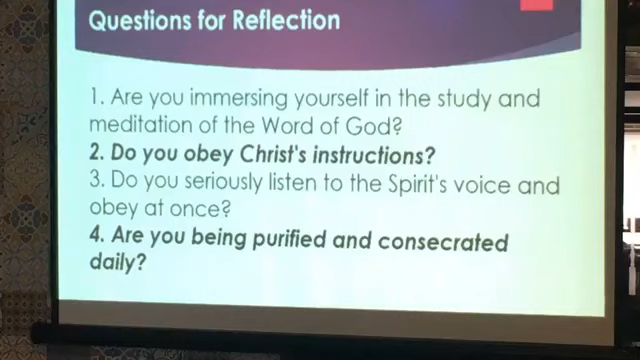 Questions for Reflection
1. Are you immersing yourself in the study and
meditation of the Word of God?
2. Do you obey Christ's instructions?
3. Do you seriously listen to the Spirit's voice and
obey at once?
4. Are you being purified and consecrated
daily?